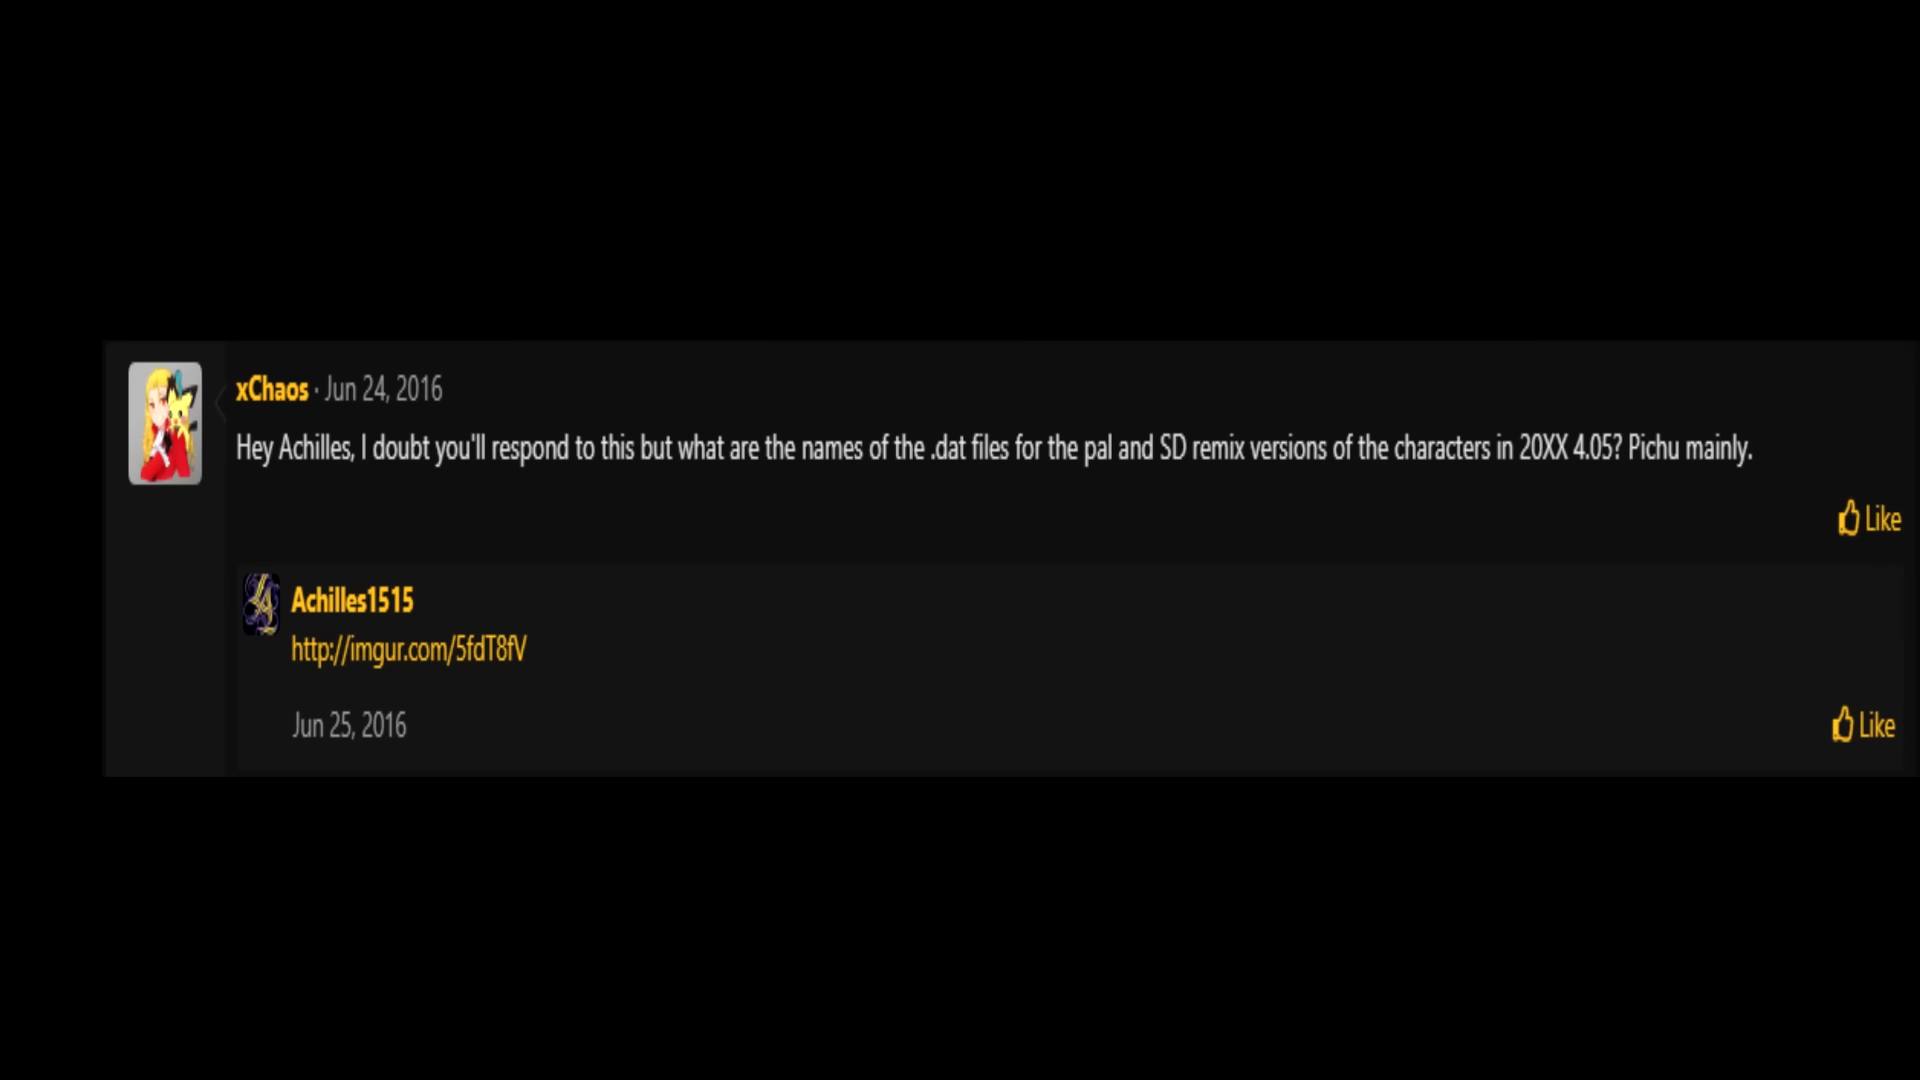 xChaos · Jun 24, 2016
Hey Achilles, I doubt you'll respond to this but what are the names of the .dat files for the pal and SD remix versions of the characters in 20XX 4.05? Pichu mainly.
Like
Achilles1515
http://imgur.com/5fdT8fV
Jun 25, 2016
Like